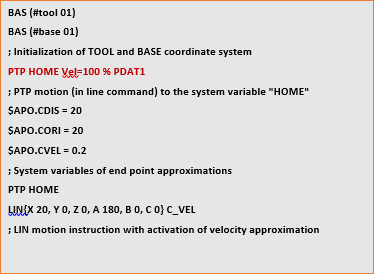 BAS (#tool 01)
BAS (#base 01)
; Initialization of TOOL and BASE coordinate system
PTP HOME Vel=100 % PDAT1
; PTP motion (in line command) to the system variable "HOME"
$APO.CDIS = 20
$APO.CORI = 20
$APO.CVEL = 0.2
; System variables of end point approximations
PTP HOME
LIN{X 20, Y 0, Z 0, A 180, B 0, C 0} C_VEL
; LIN motion instruction with activation of velocity approximation